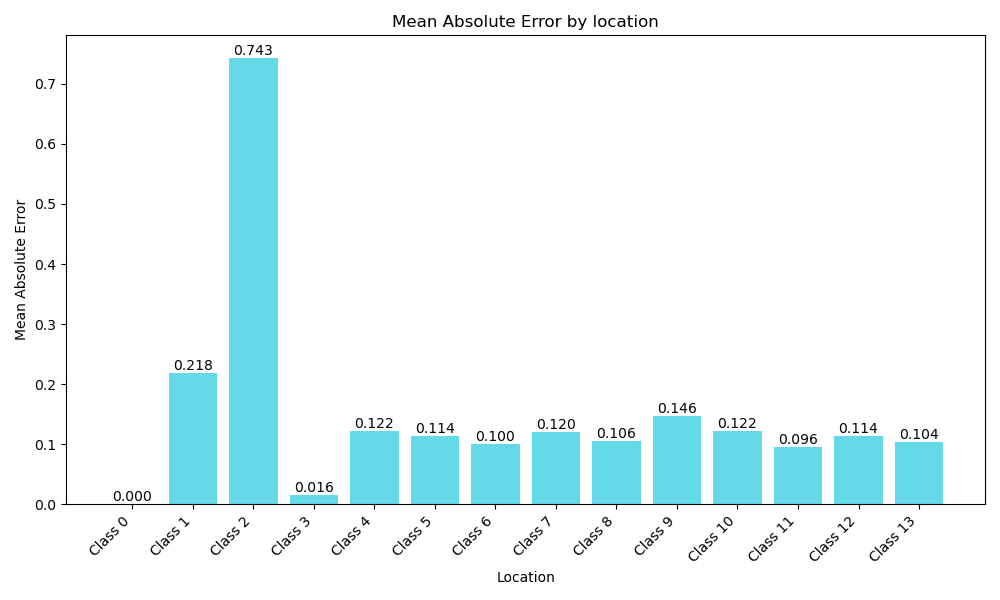 Mean Absolute Error by location
Mean Absolute Error
0.7
0.6
0.5
0.4
0.3
0.2
0.1
0.0
0.000
0.218
0.743
0.016
0.122
0.114
0.100
0.120
0.106
0.146
0.122
0.096
0.114
0.104
Class 0
Class 1
Class 2
Class 3
Class 4
Class 5
Class 6
Class 7
Class 8
Class 9
Class 10
Class 11
Class 12
Class 13
Location